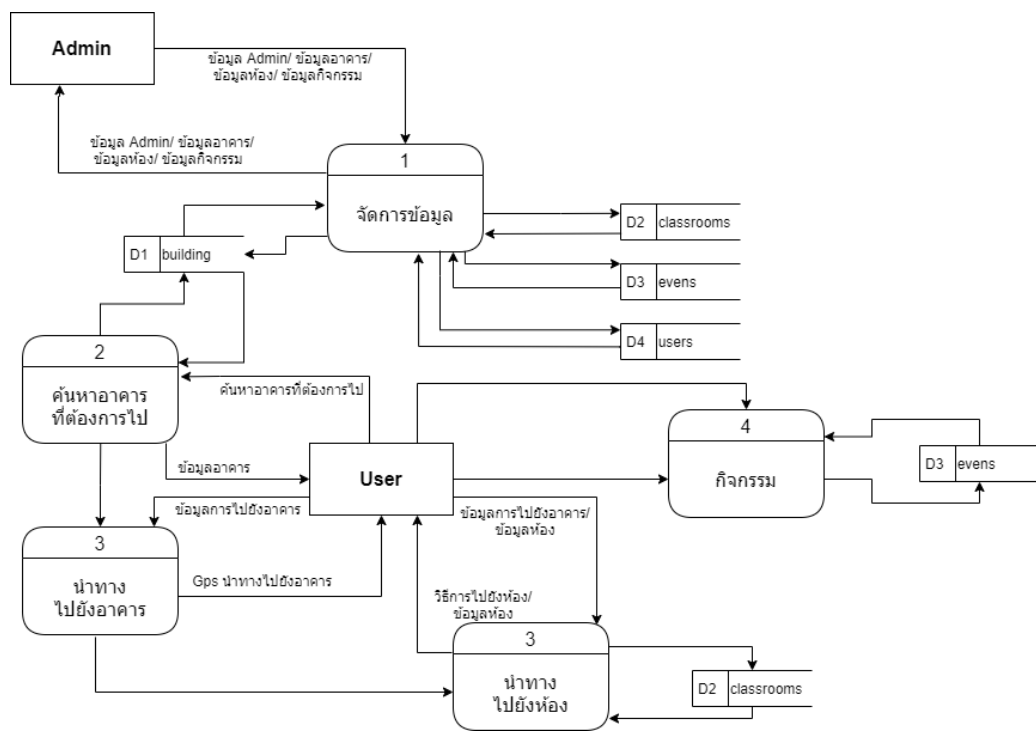 Admin
ข้อมูล Admin/ ข้อมูลอาคาร/
ข้อมูลห้อง/ ข้อมูลกิจกรรม
ข้อมูล Admin/ ข้อมูลอาคาร/
ข้อมูลห้อง/ ข้อมูลกิจกรรม
1
จัดการข้อมูล
D1 building
D2 classrooms
D3 evens
D4 users
2
ค้นหาอาคาร
ที่ต้องการไป
ค้นหาอาคารที่ต้องการไป
ข้อมูลอาคาร
User
4
กิจกรรม
D3 evens
ข้อมูลการไปยังอาคาร
ข้อมูลการไปยังอาคาร/
ข้อมูลห้อง
3
นำทาง
ไปยังอาคาร
Gps นำทางไปยังอาคาร
วิธีการไปยังห้อง/
ข้อมูลห้อง
3
นำทาง
ไปยังห้อง
D2 classrooms